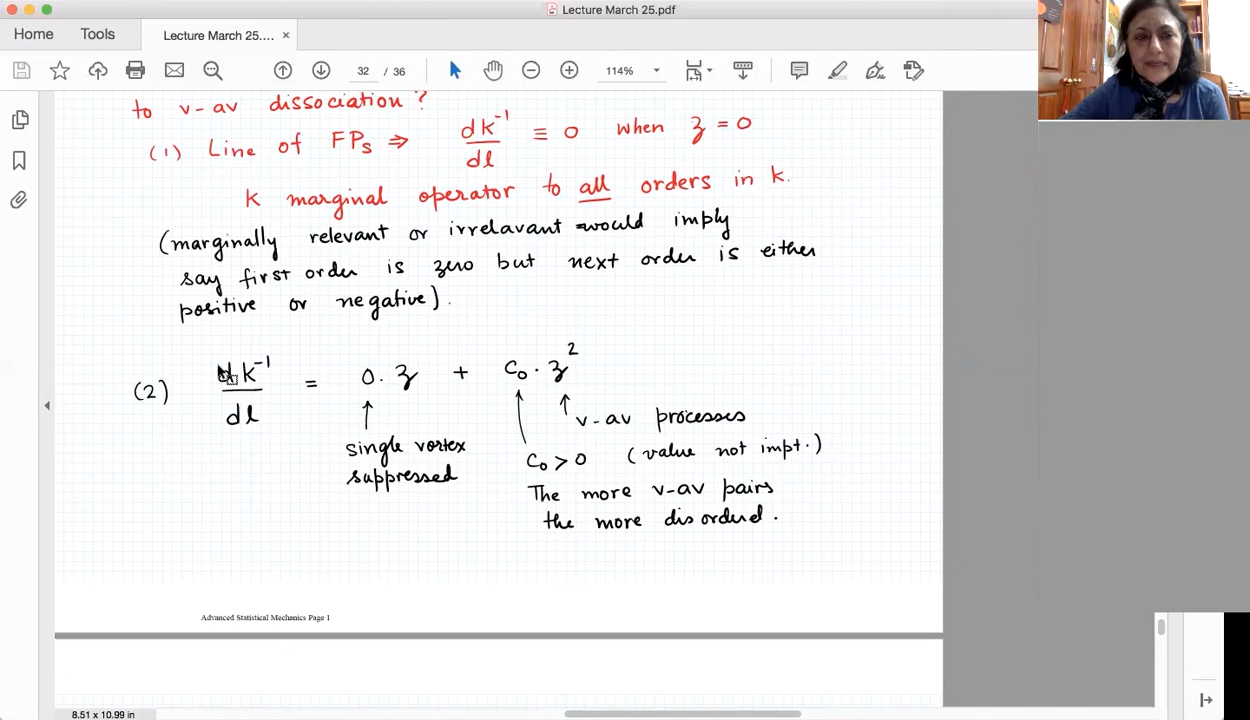 Lecture March 25.pdf
Home Tools Lecture March 25.... ×
32 / 36 114%
to v-av dissociation?
(1) Line of FPs ⇒ dk⁻¹/dl ≡ 0 when z = 0
k marginal operator to all orders in k.
(marginally relevant or irrelavant would imply
say first order is zero but next order is either
positive or negative).
(2) dk⁻¹/dl = 0. z + c₀ . z²
single vortex
suppressed
v-av processes
c₀ > 0 (value not impt.)
The more v-av pairs
the more disordered.
Advanced Statistical Mechanics Page 1
8.51 x 10.99 in